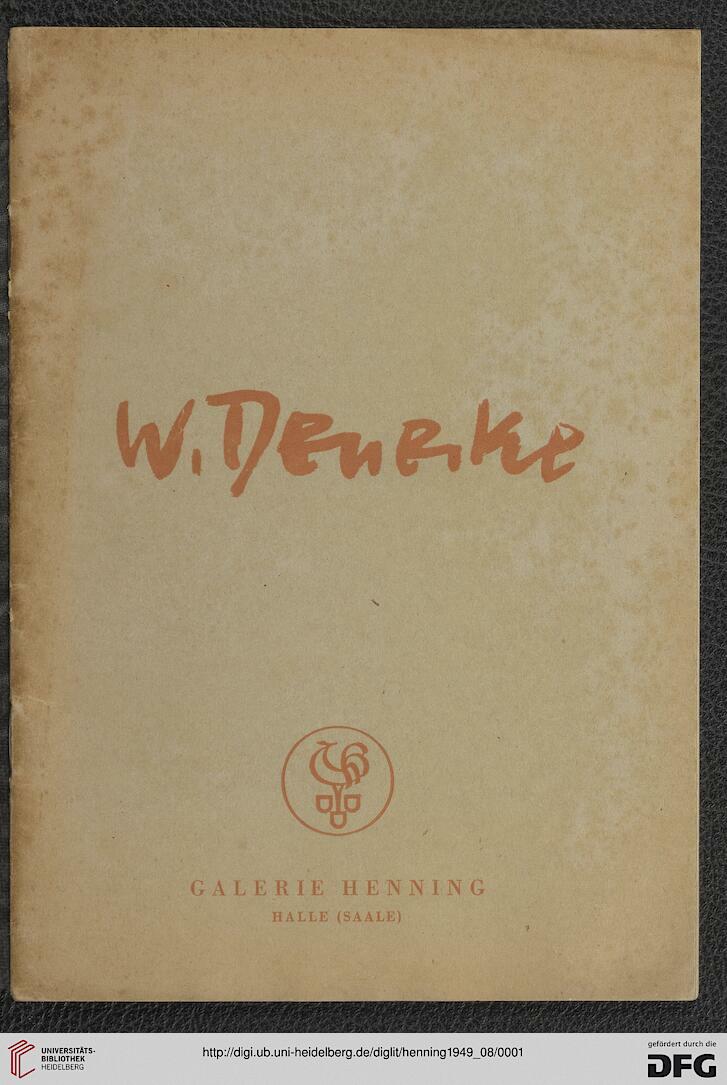 W. Deneke
GALERIE HENNING
HALLE (SAALE)
UNIVERSITÄTS-
BIBLIOTHEK
HEIDELBERG
http://digi.ub.uni-heidelberg.de/diglit/henning1949_08/0001
gefördert durch die
DFG